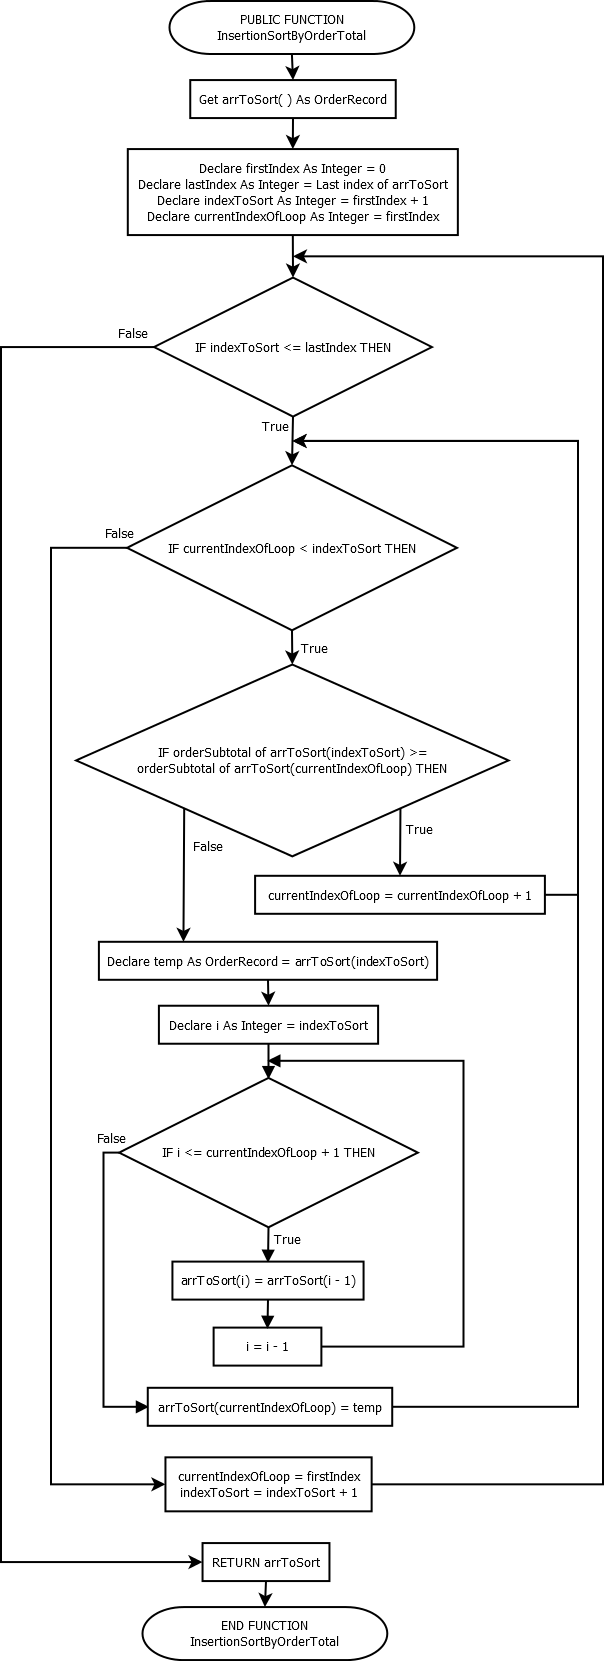 PUBLIC FUNCTION
InsertionSortByOrderTotal
Get arrToSort( ) As OrderRecord
Declare firstIndex As Integer = 0
Declare lastIndex As Integer = Last index of arrToSort
Declare indexToSort As Integer = firstIndex + 1
Declare currentIndexOfLoop As Integer = firstIndex
False
IF indexToSort <= lastIndex THEN
True
False
IF currentIndexOfLoop < indexToSort THEN
True
IF orderSubtotal of arrToSort(indexToSort) >=
orderSubtotal of arrToSort(currentIndexOfLoop) THEN
True
False
currentIndexOfLoop = currentIndexOfLoop + 1
Declare temp As OrderRecord = arrToSort(indexToSort)
Declare i As Integer = indexToSort
False
IF i <= currentIndexOfLoop + 1 THEN
True
arrToSort(i) = arrToSort(i - 1)
i = i - 1
arrToSort(currentIndexOfLoop) = temp
currentIndexOfLoop = firstIndex
indexToSort = indexToSort + 1
RETURN arrToSort
END FUNCTION
InsertionSortByOrderTotal